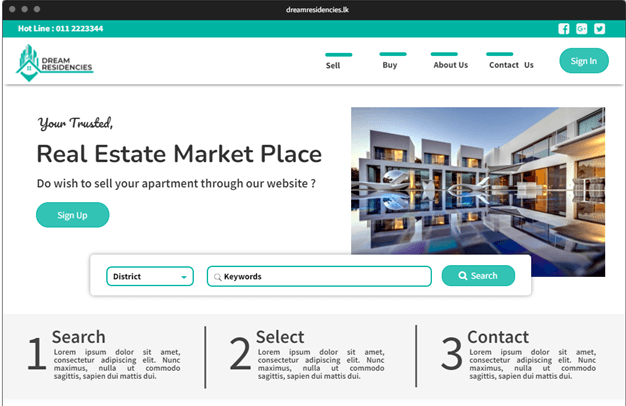 dreamresidencies.lk
Hot Line : 011 2223344
DREAM
RESIDENCIES
Sell
Buy
About Us
Contact Us
Sign In
Your Trusted,
Real Estate Market Place
Do wish to sell your apartment through our website ?
Sign Up
District
Keywords
Search
1
Search
Lorem ipsum dolor sit amet,
consectetur adipiscing elit. Nunc
maximus, nulla ut commodo
sagittis, sapien dui mattis dui.
2
Select
Lorem ipsum dolor sit amet,
consectetur adipiscing elit. Nunc
maximus, nulla ut commodo
sagittis, sapien dui mattis dui.
3
Contact
Lorem ipsum dolor sit amet,
consectetur adipiscing elit. Nunc
maximus, nulla ut commodo
sagittis, sapien dui mattis dui.